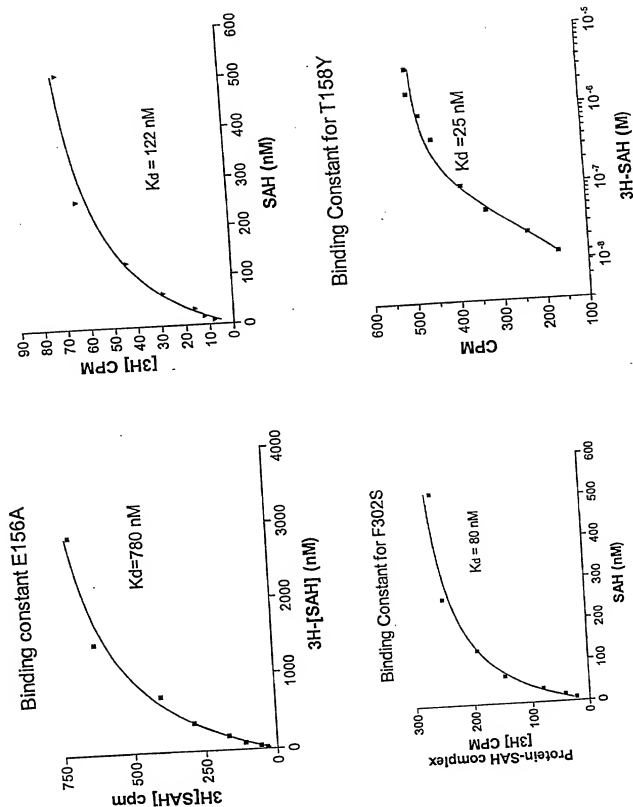 Binding constant E156A
3H[SAH] cpm
750
500
250
0
Kd=780 nM
0 1000 2000 3000 4000
3H-[SAH] (nM)
[3H] CPM
90
80
70
60
50
40
30
20
10
0
Kd = 122 nM
0 100 200 300 400 500 600
SAH (nM)
Binding Constant for F302S
Protein-SAH complex
[3H] CPM
300
200
100
0
Kd = 80 nM
0 100 200 300 400 500 600
SAH (nM)
Binding Constant for T158Y
CPM
600
500
400
300
200
100
Kd =25 nM
10-8 10-7 10-6 10-5
3H-SAH (M)